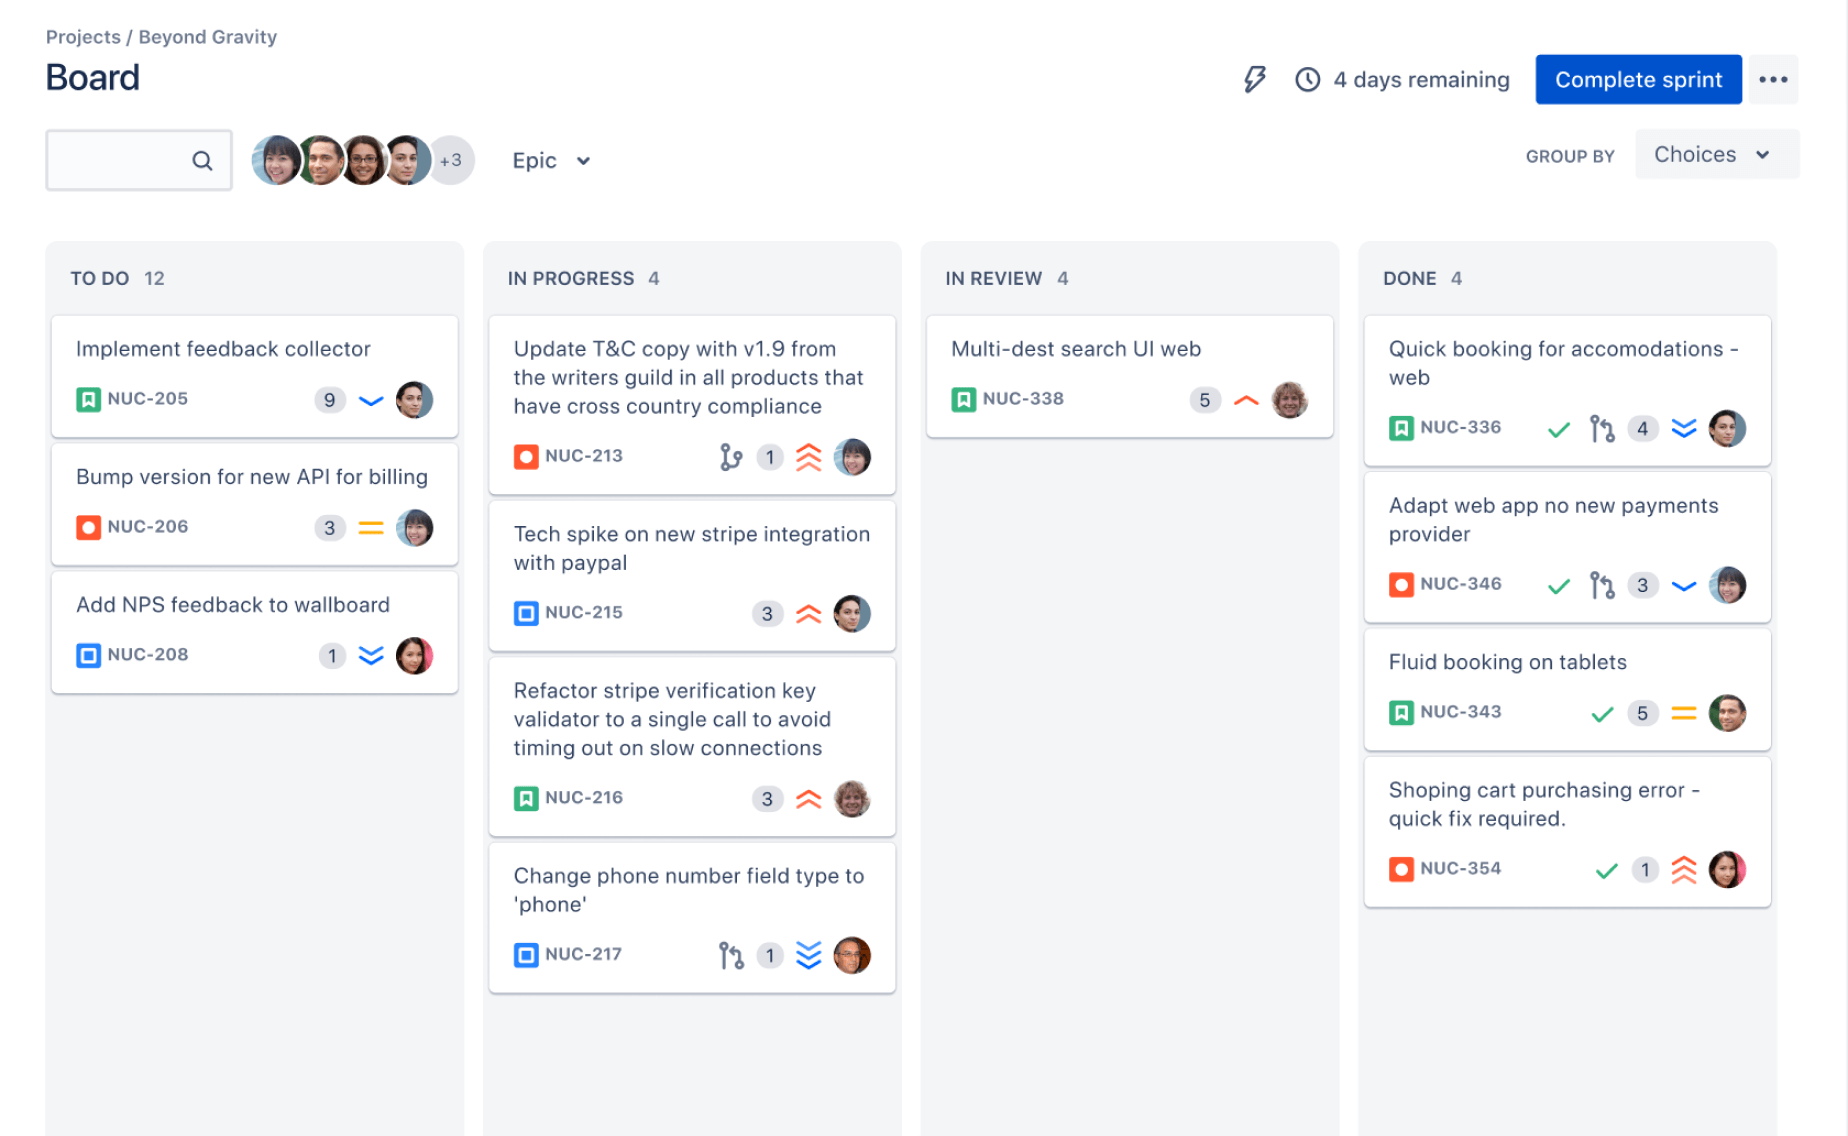 Projects / Beyond Gravity
Board
4 days remaining
Complete sprint
+3
Epic
GROUP BY
Choices
TO DO 12
Implement feedback collector
NUC-205
9
Bump version for new API for billing
NUC-206
3
Add NPS feedback to wallboard
NUC-208
1
IN PROGRESS 4
Update T&C copy with v1.9 from
the writers guild in all products that
have cross country compliance
NUC-213
1
Tech spike on new stripe integration
with paypal
NUC-215
3
Refactor stripe verification key
validator to a single call to avoid
timing out on slow connections
NUC-216
3
Change phone number field type to
'phone'
NUC-217
1
IN REVIEW 4
Multi-dest search UI web
NUC-338
5
DONE 4
Quick booking for accomodations -
web
NUC-336
4
Adapt web app no new payments
provider
NUC-346
3
Fluid booking on tablets
NUC-343
5
Shoping cart purchasing error -
quick fix required.
NUC-354
1